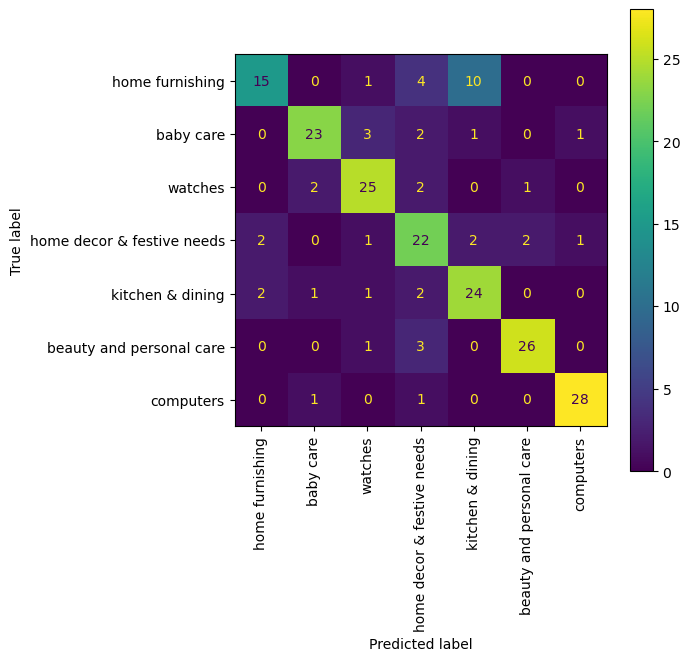 home furnishing 15 0 1 4 10 0 0
baby care 0 23 3 2 1 0 1
watches 0 2 25 2 0 1 0
home decor & festive needs 2 0 1 22 2 2 1
kitchen & dining 2 1 1 2 24 0 0
beauty and personal care 0 0 1 3 0 26 0
computers 0 1 0 1 0 0 28
True label
home furnishing
baby care
watches
home decor & festive needs
kitchen & dining
beauty and personal care
computers
Predicted label
25
20
15
10
5
0